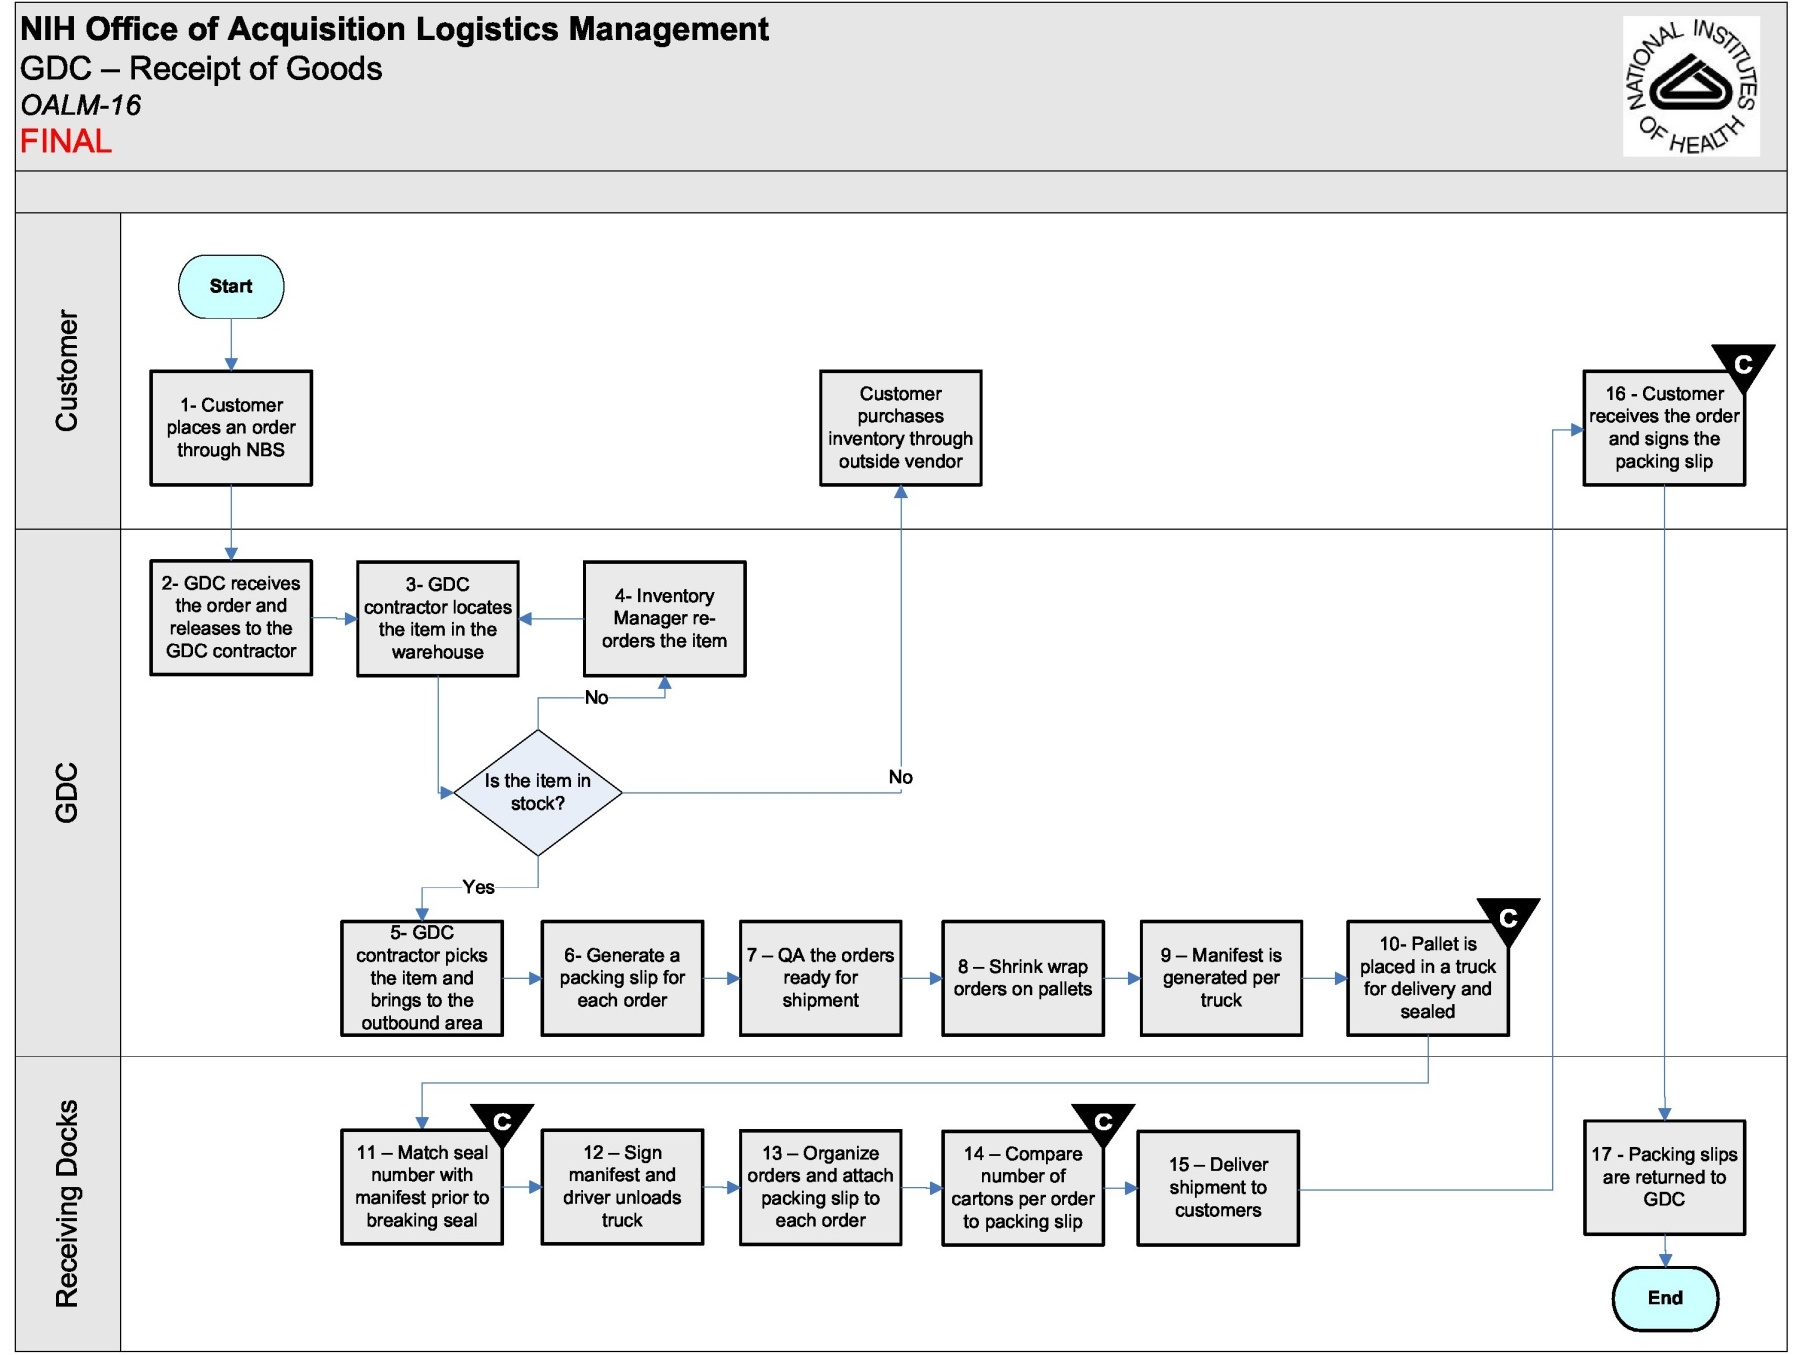 NIH Office of Acquisition Logistics Management
GDC – Receipt of Goods
OALM-16
FINAL
NATIONAL INSTITUTES
OF HEALTH
Customer
Start
1- Customer
places an order
through NBS
Customer
purchases
inventory through
outside vendor
C
16 - Customer
receives the order
and signs the
packing slip
GDC
2- GDC receives
the order and
releases to the
GDC contractor
3- GDC
contractor locates
the item in the
warehouse
4- Inventory
Manager re-
orders the item
No
Is the item in
stock?
No
Yes
5- GDC
contractor picks
the item and
brings to the
outbound area
6- Generate a
packing slip for
each order
7 – QA the orders
ready for
shipment
8 – Shrink wrap
orders on pallets
9 – Manifest is
generated per
truck
C
10- Pallet is
placed in a truck
for delivery and
sealed
Receiving Docks
C
11 – Match seal
number with
manifest prior to
breaking seal
12 – Sign
manifest and
driver unloads
truck
13 – Organize
orders and attach
packing slip to
each order
C
14 – Compare
number of
cartons per order
to packing slip
15 – Deliver
shipment to
customers
17 - Packing slips
are returned to
GDC
End